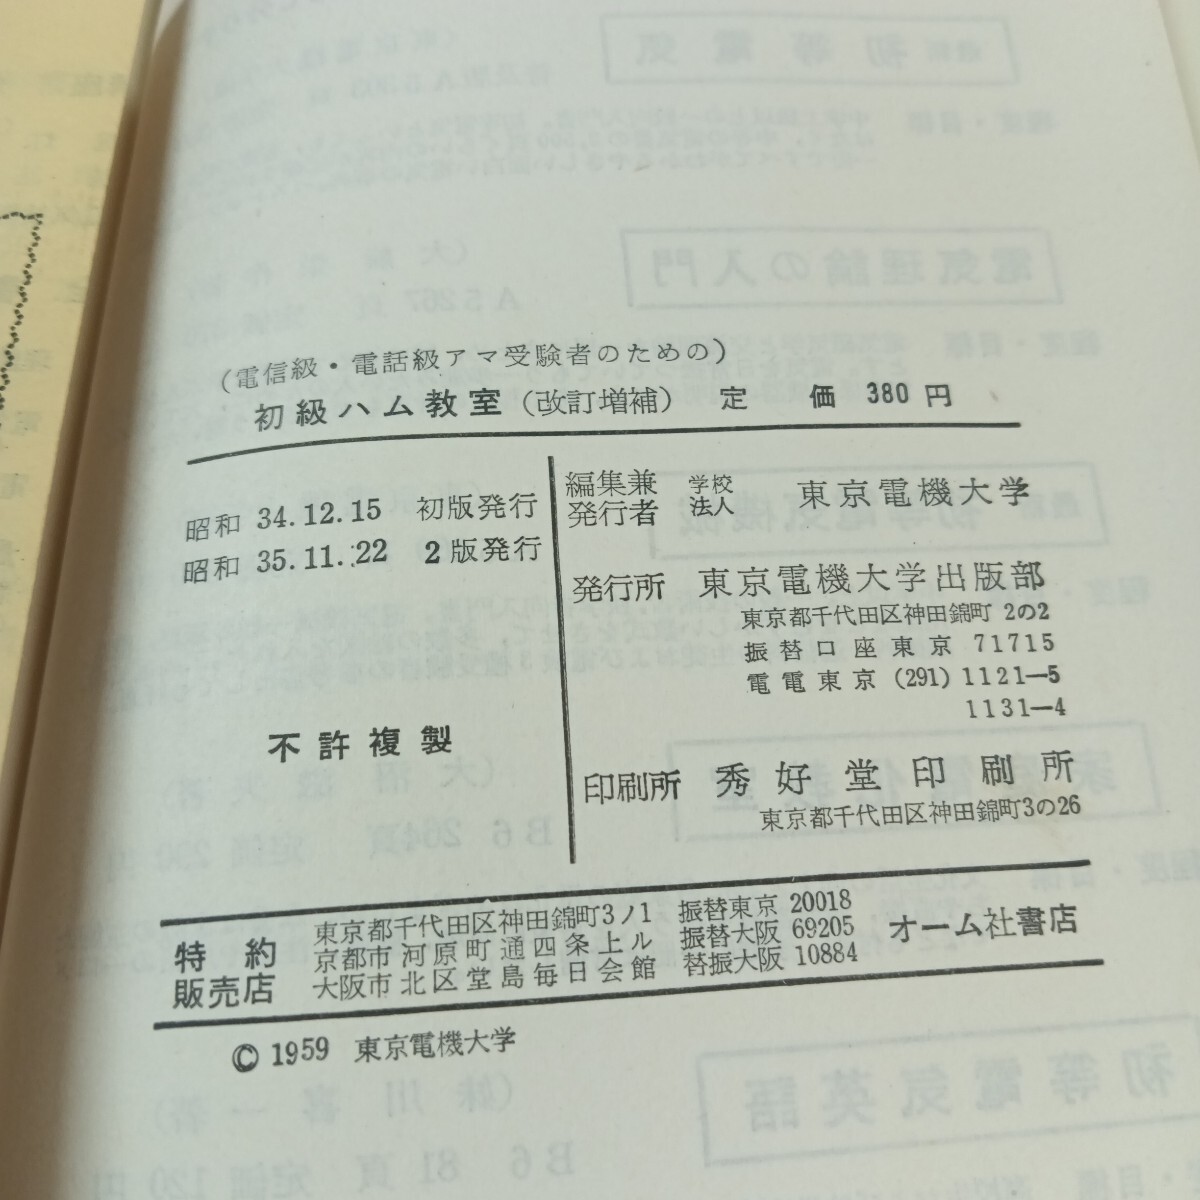 (電信級・電話級アマ受験者のための)
初級ハム教室(改訂増補) 定 価 380 円
昭和 34.12.15 初版発行
昭和 35.11.22 2版発行
不許複製
編集兼発行者 学校法人 東京電機大学
発行所 東京電機大学出版部
東京都千代田区神田錦町 2の2
振替口座東京 71715
電電東京 (291) 1121—5
1131—4
印刷所 秀好堂印刷所
東京都千代田区神田錦町3の26
特約販売店
東京都千代田区神田錦町3ノ1 振替東京 20018
京都市河原町通四条上ル 振替大阪 69205
大阪市北区堂島毎日会館 替振大阪 10884
オーム社書店
© 1959 東京電機大学